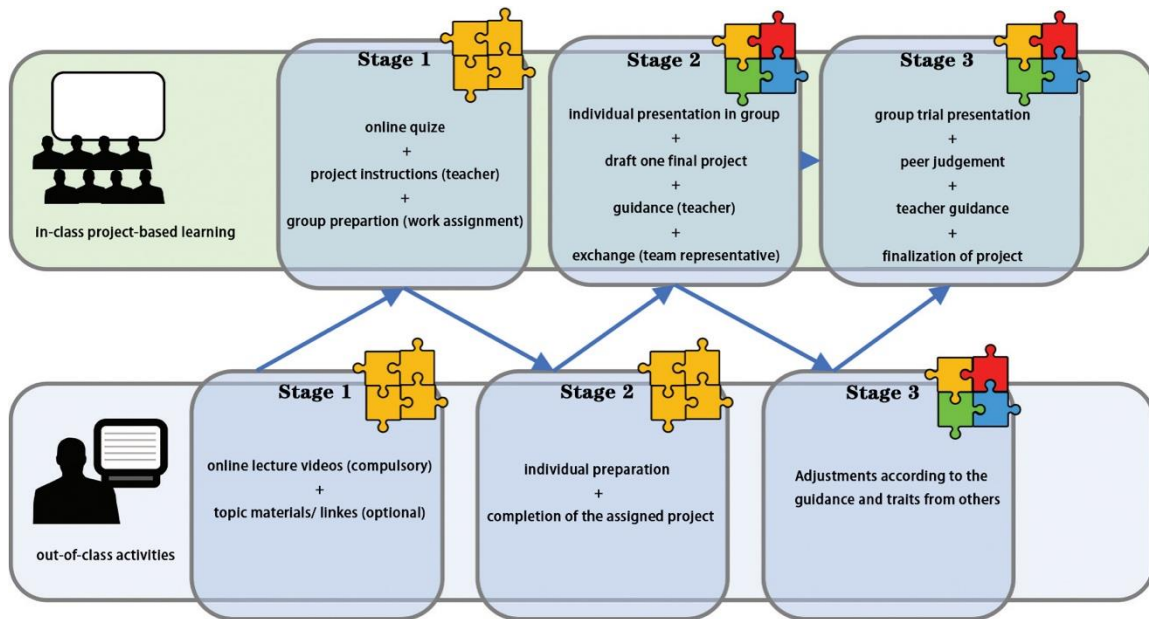 Stage 1
online quize
+
project instructions (teacher)
+
group prepartion (work assignment)
Stage 2
individual presentation in group
+
draft one final project
+
guidance (teacher)
+
exchange (team representative)
Stage 3
group trial presentation
+
peer judgement
+
teacher guidance
+
finalization of project
in-class project-based learning
Stage 1
online lecture videos (compulsory)
+
topic materials/ linkes (optional)
Stage 2
individual preparation
+
completion of the assigned project
Stage 3
Adjustments according to the
guidance and traits from others
out-of-class activities